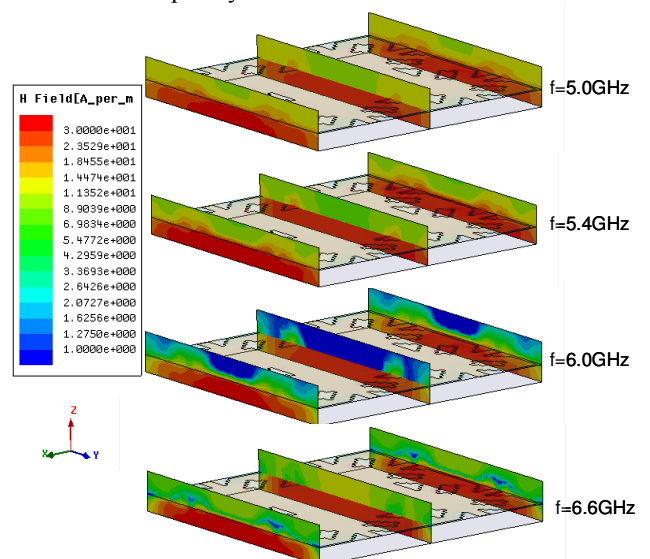 f=5.0GHz
H Field[A_per_m
3.0000e+001
2.3529e+001
1.8455e+001
1.4474e+001
1.1352e+001
8.9039e+000
6.9834e+000
5.4772e+000
4.2959e+000
3.3693e+000
2.6426e+000
2.0727e+000
1.6256e+000
1.2750e+000
1.0000e+000
f=5.4GHz
f=6.0GHz
Z
X
Y
f=6.6GHz